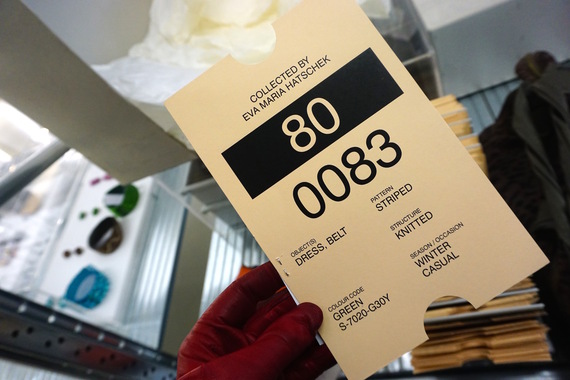 COLLECTED BY
EVA MARIA HATSCHEK
80
0083
PATTERN
STRIPED
OBJECT(S)
DRESS, BELT
STRUCTURE
KNITTED
SEASON / OCCASION
WINTER
CASUAL
COLOUR CODE
GREEN
S-7020-G30Y